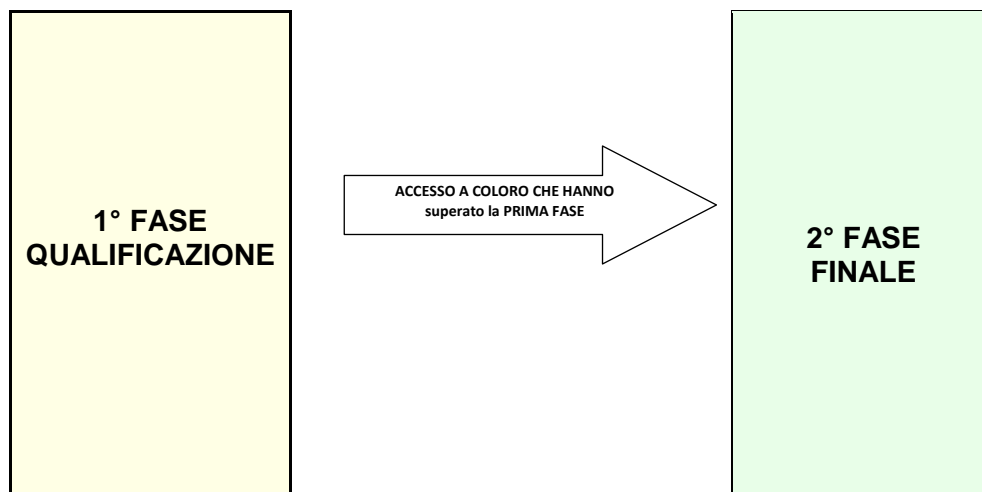 1° FASE
QUALIFICAZIONE
ACCESSO A COLORO CHE HANNO
superato la PRIMA FASE
2° FASE
FINALE